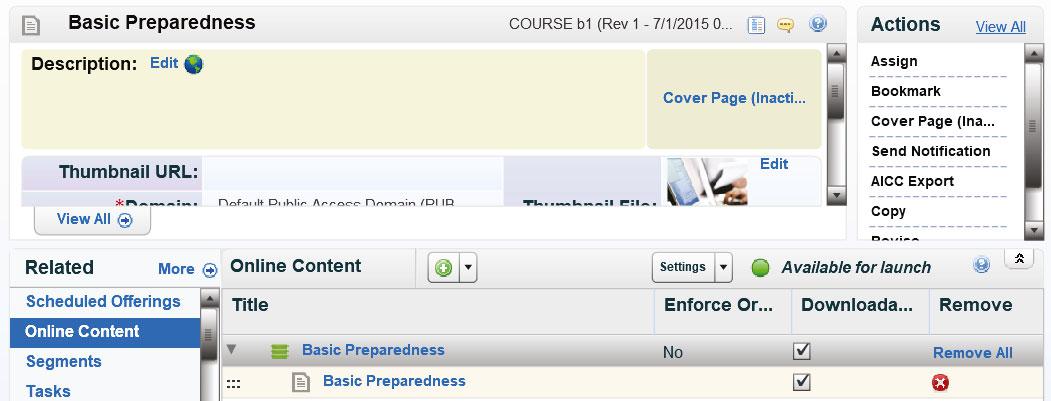 Basic Preparedness
COURSE b1 (Rev 1 - 7/1/2015 0...
Description: Edit
Cover Page (Inacti...
Thumbnail URL:
Edit
*Domain: Default Public Access Domain (PUB
Thumbnail File:
View All
Actions View All
Assign
Bookmark
Cover Page (Ina...
Send Notification
AICC Export
Copy
Revise
Related More
Scheduled Offerings
Online Content
Segments
Tasks
Online Content
Settings
Available for launch
Title Enforce Or... Downloada... Remove
Basic Preparedness No Remove All
Basic Preparedness